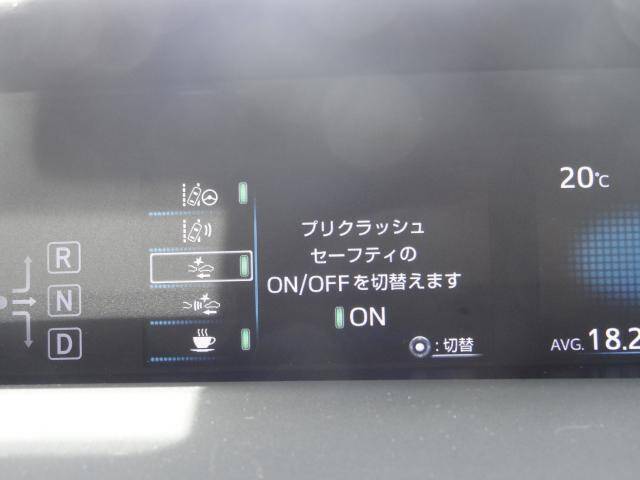 20℃
プリクラッシュ
セーフティの
ON/OFFを切替えます
ON
:切替
R
N
D
AVG. 18.2